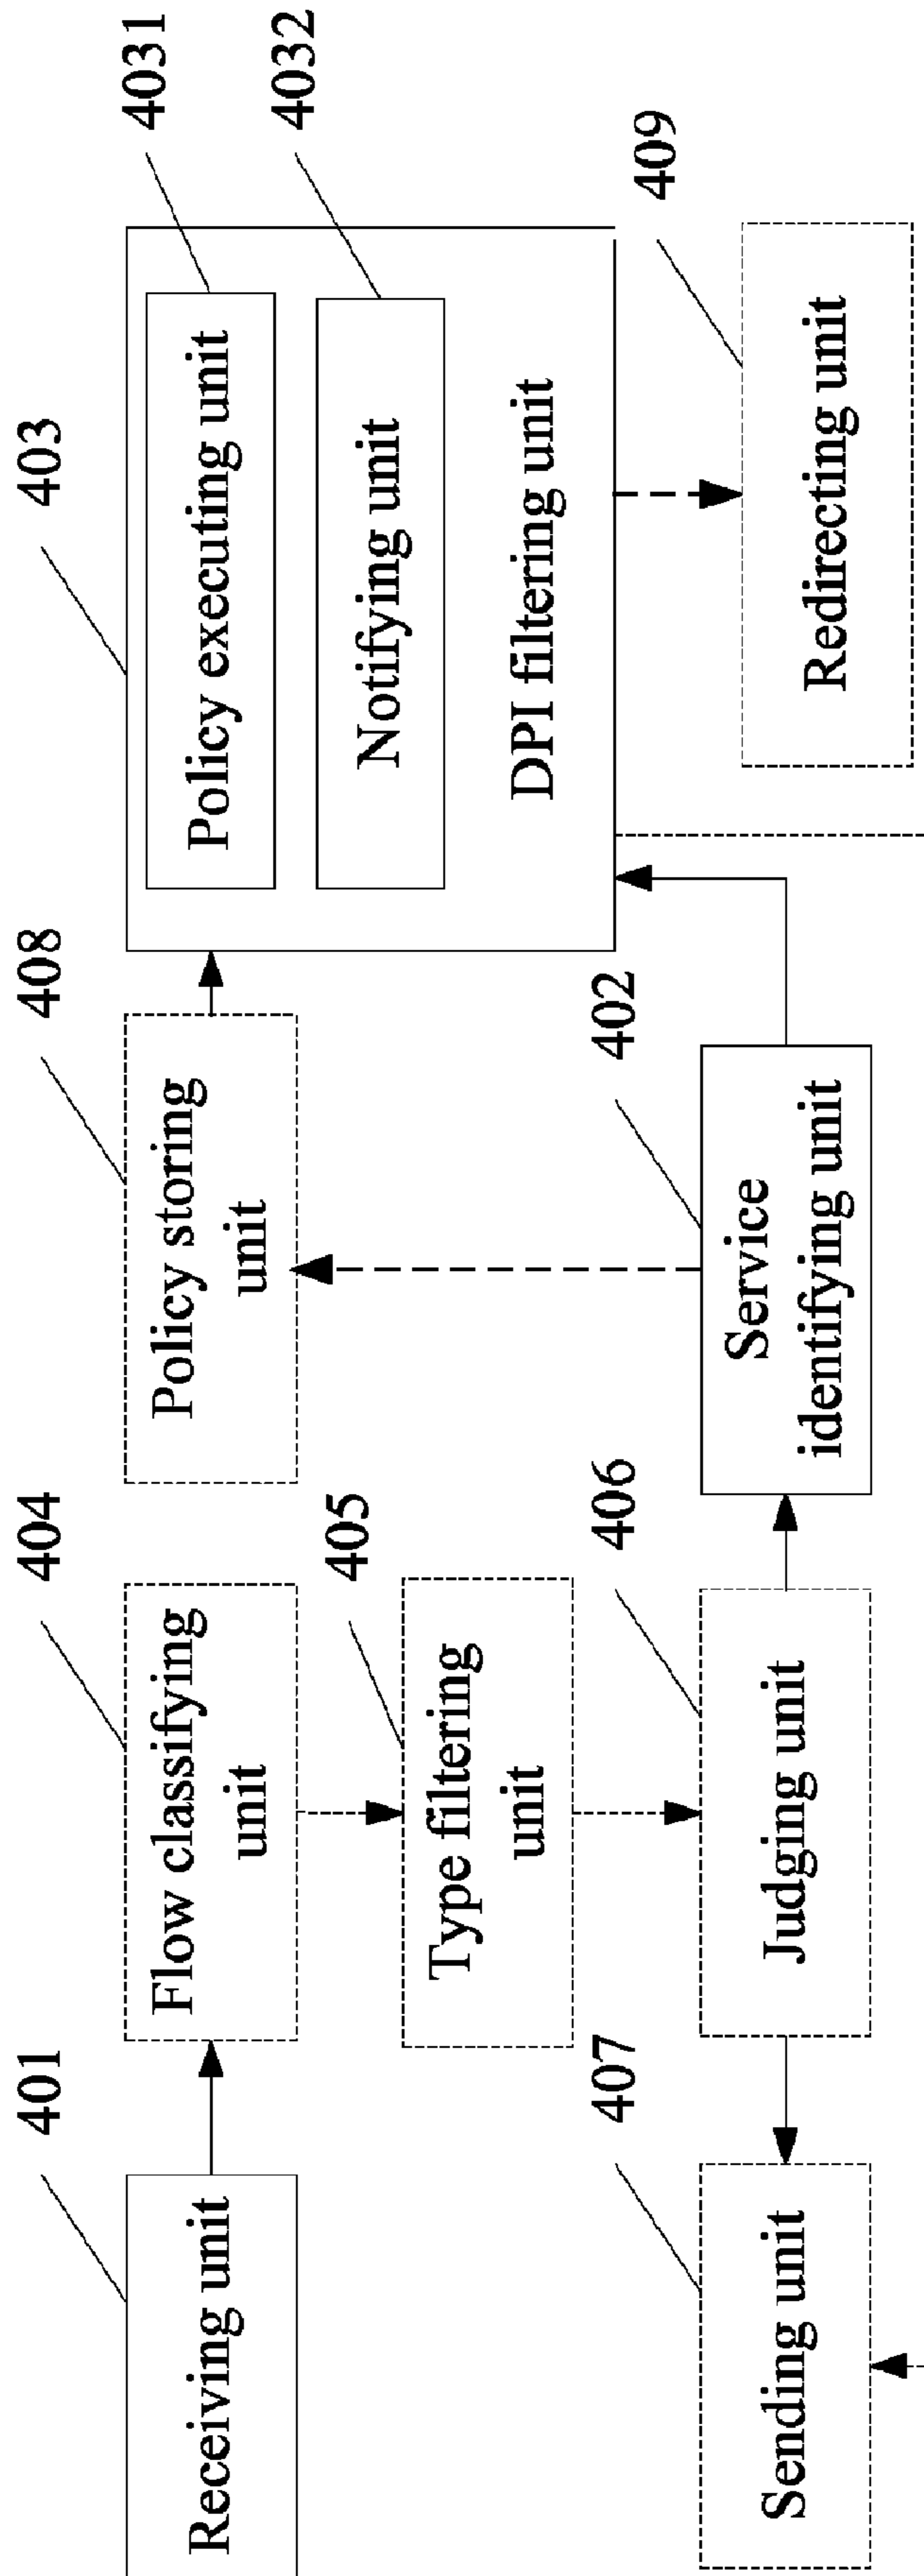 401
Receiving unit
404
Flow classifying
unit
408
Policy storing
unit
403
4031
Policy executing unit
4032
Notifying unit
DPI filtering unit
405
Type filtering
unit
407
Sending unit
406
Judging unit
402
Service
identifying unit
409
Redirecting unit